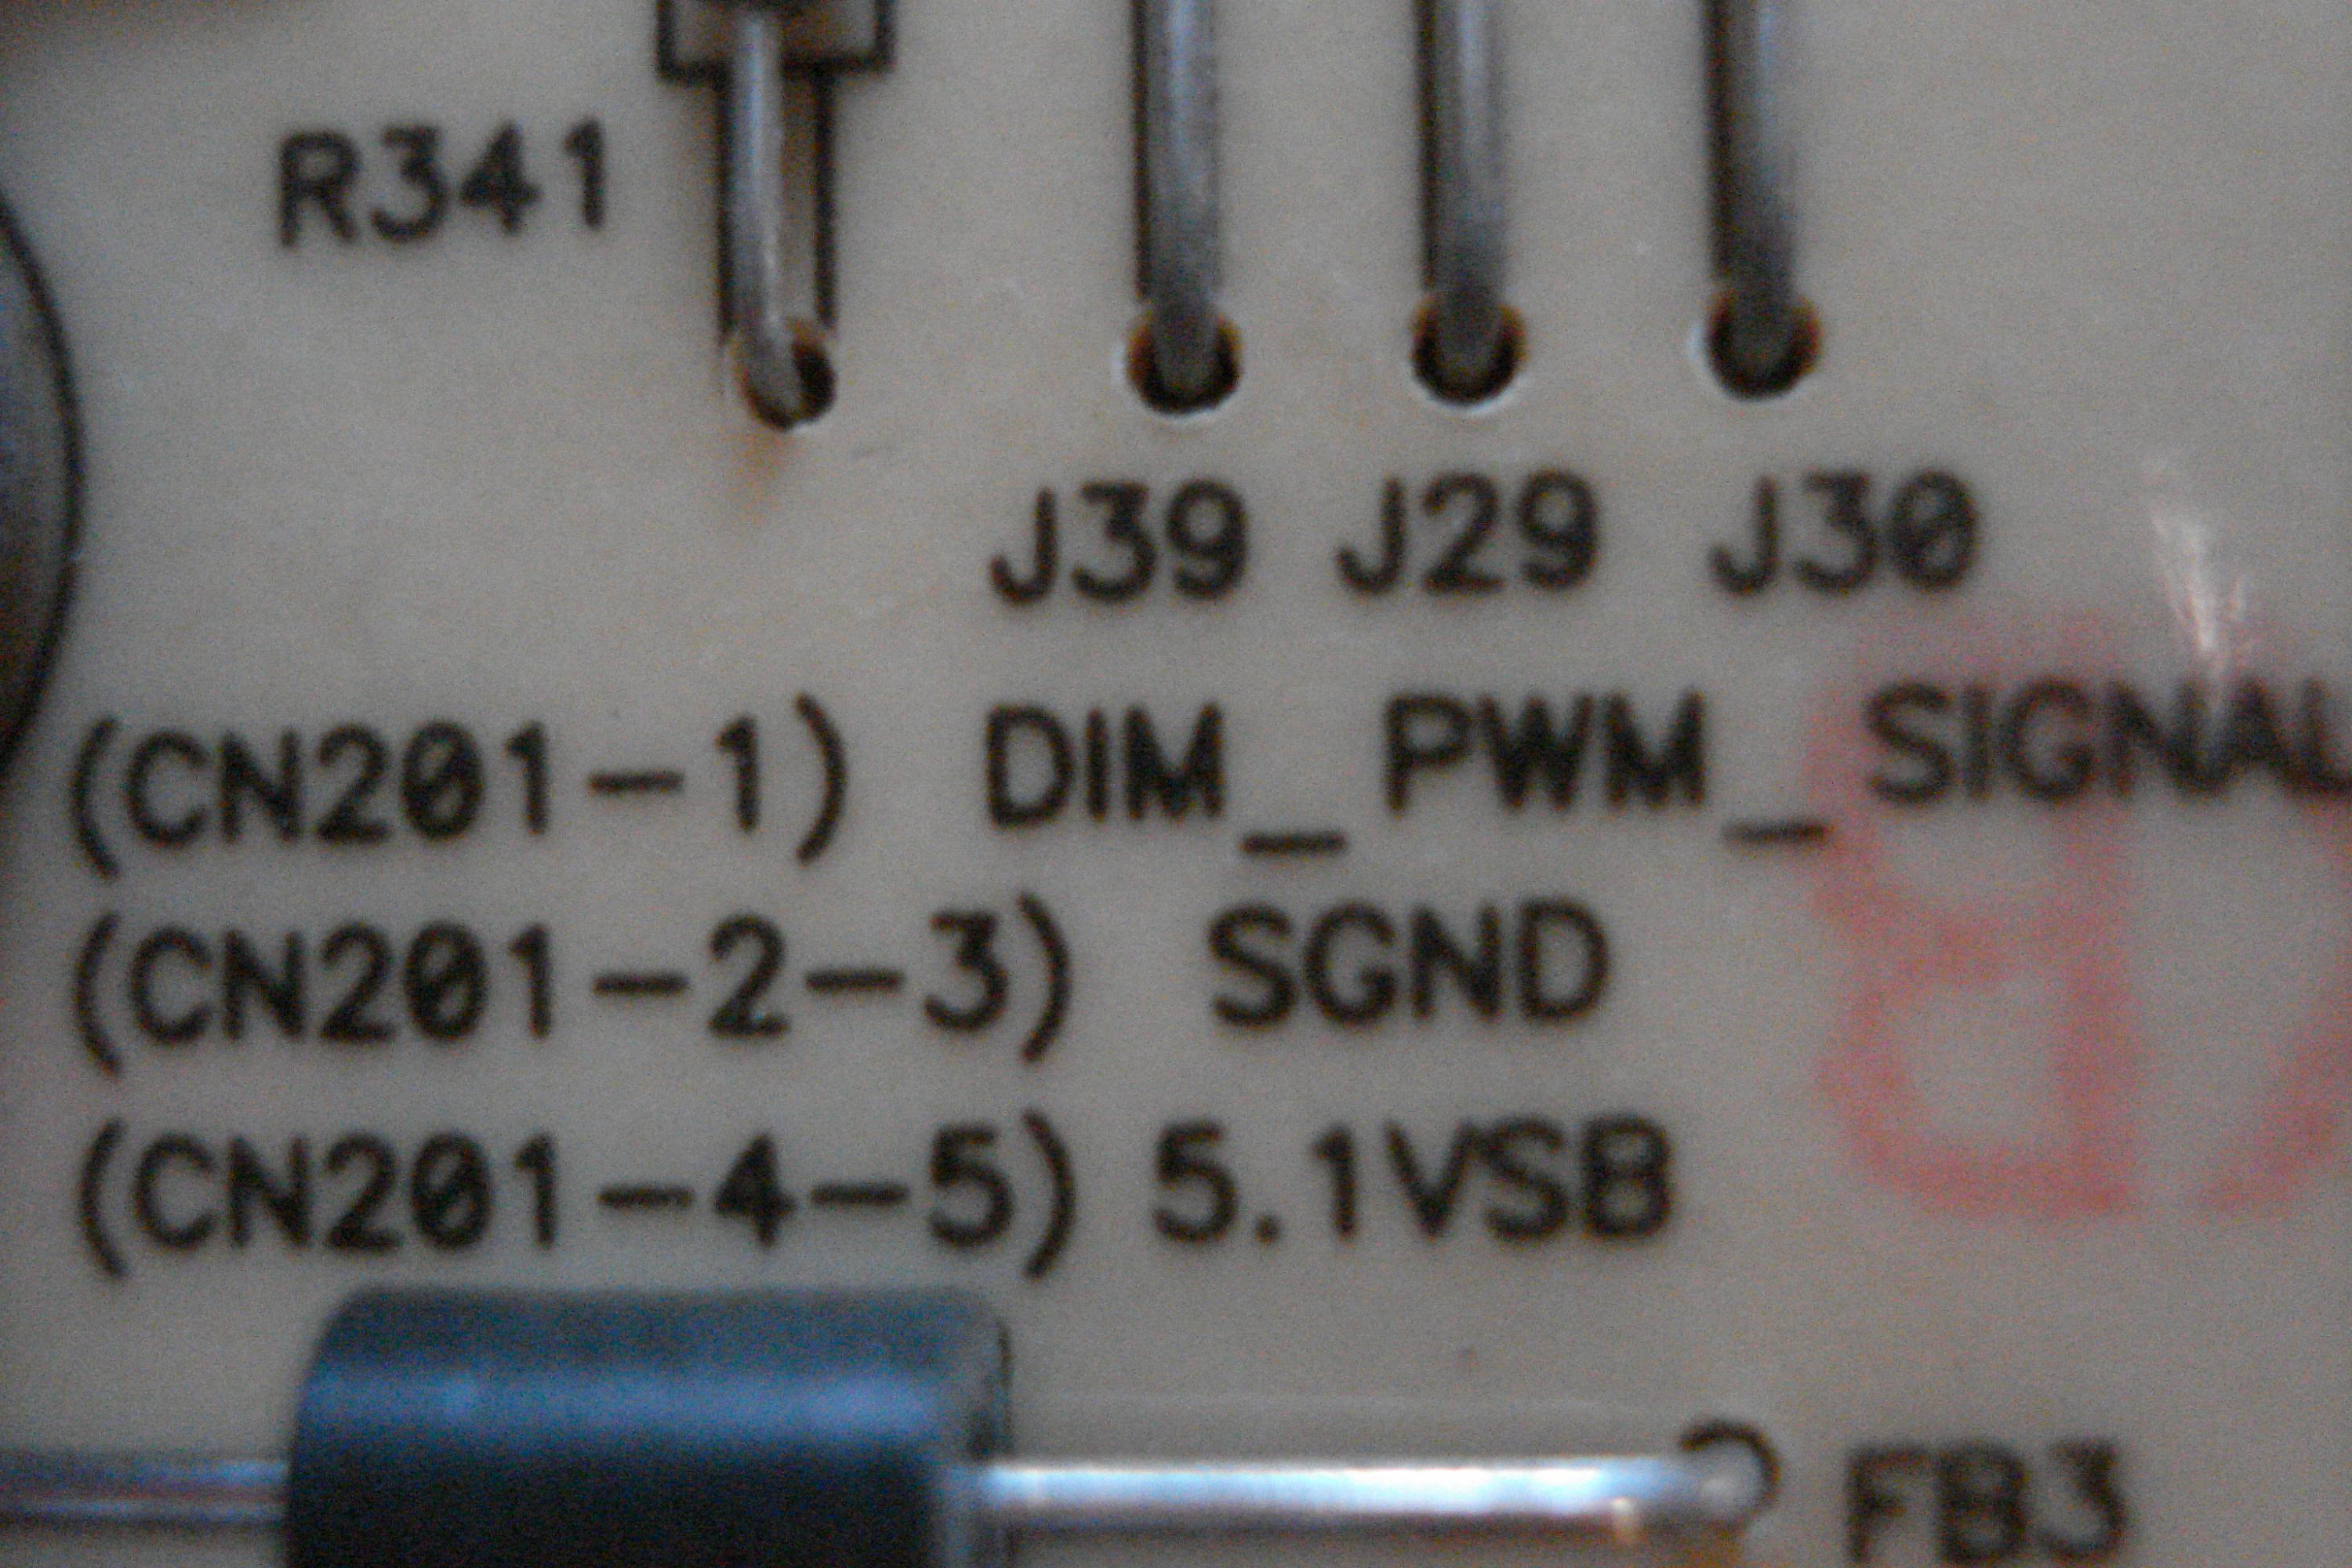 R341
J39 J29 J30
(CN201-1) DIM_PWM_SIGNAL
(CN201-2-3) SGND
(CN201-4-5) 5.1VSB
FB3